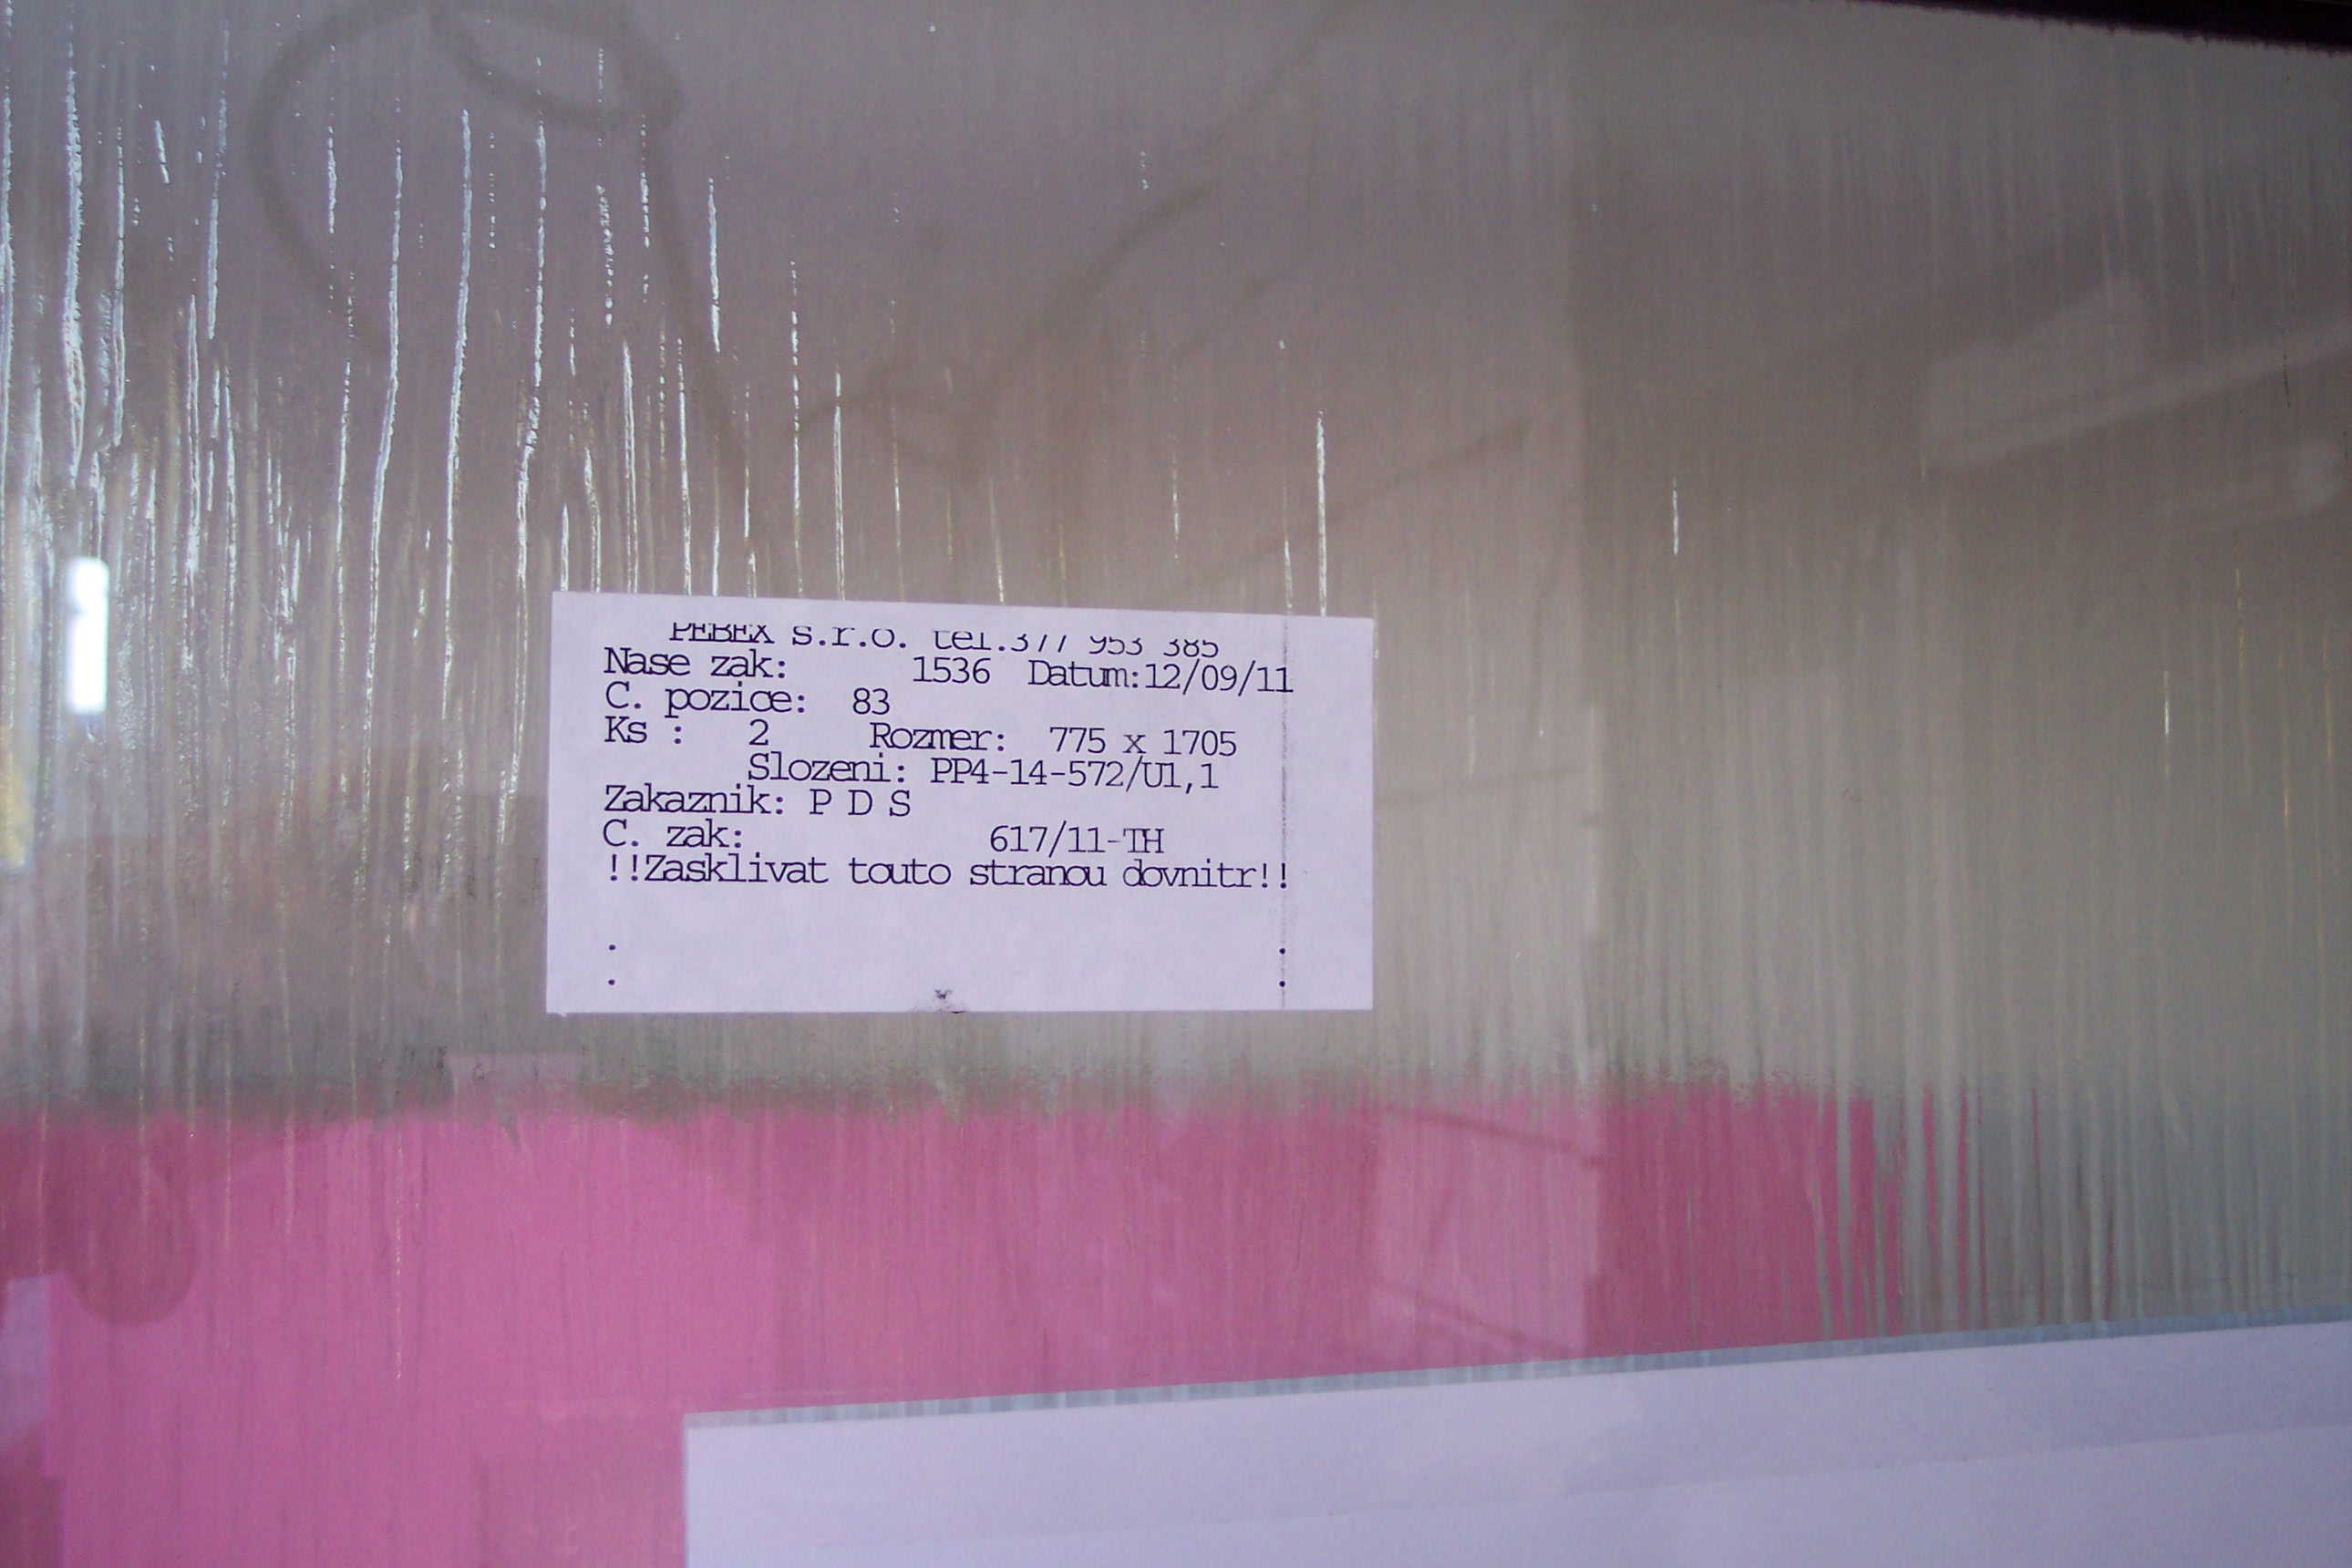 PEBEX s.r.o. tel.377 953 385
Nase zak: 1536 Datum:12/09/11
C. pozice: 83
Ks : 2 Rozmer: 775 x 1705
Slozeni: PP4-14-572/U1,1
Zakaznik: P D S
C. zak: 617/11-TH
!!Zasklivat touto stranou dovnitr!!
: :